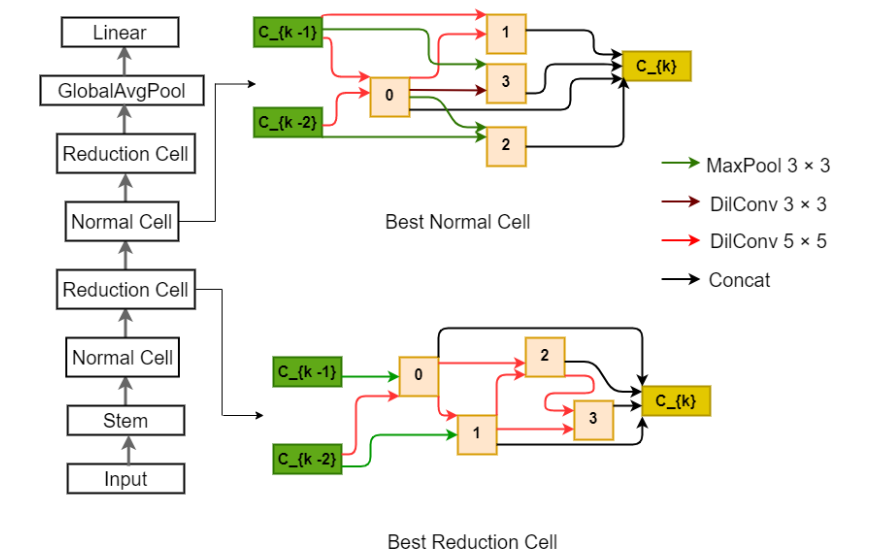 Linear
GlobalAvgPool
Reduction Cell
Normal Cell
Reduction Cell
Normal Cell
Stem
Input
C_{k -1}
C_{k -2}
0
1
3
2
C_{k}
Best Normal Cell
MaxPool 3 × 3
DilConv 3 × 3
DilConv 5 × 5
Concat
C_{k -1}
C_{k -2}
0
1
2
3
C_{k}
Best Reduction Cell